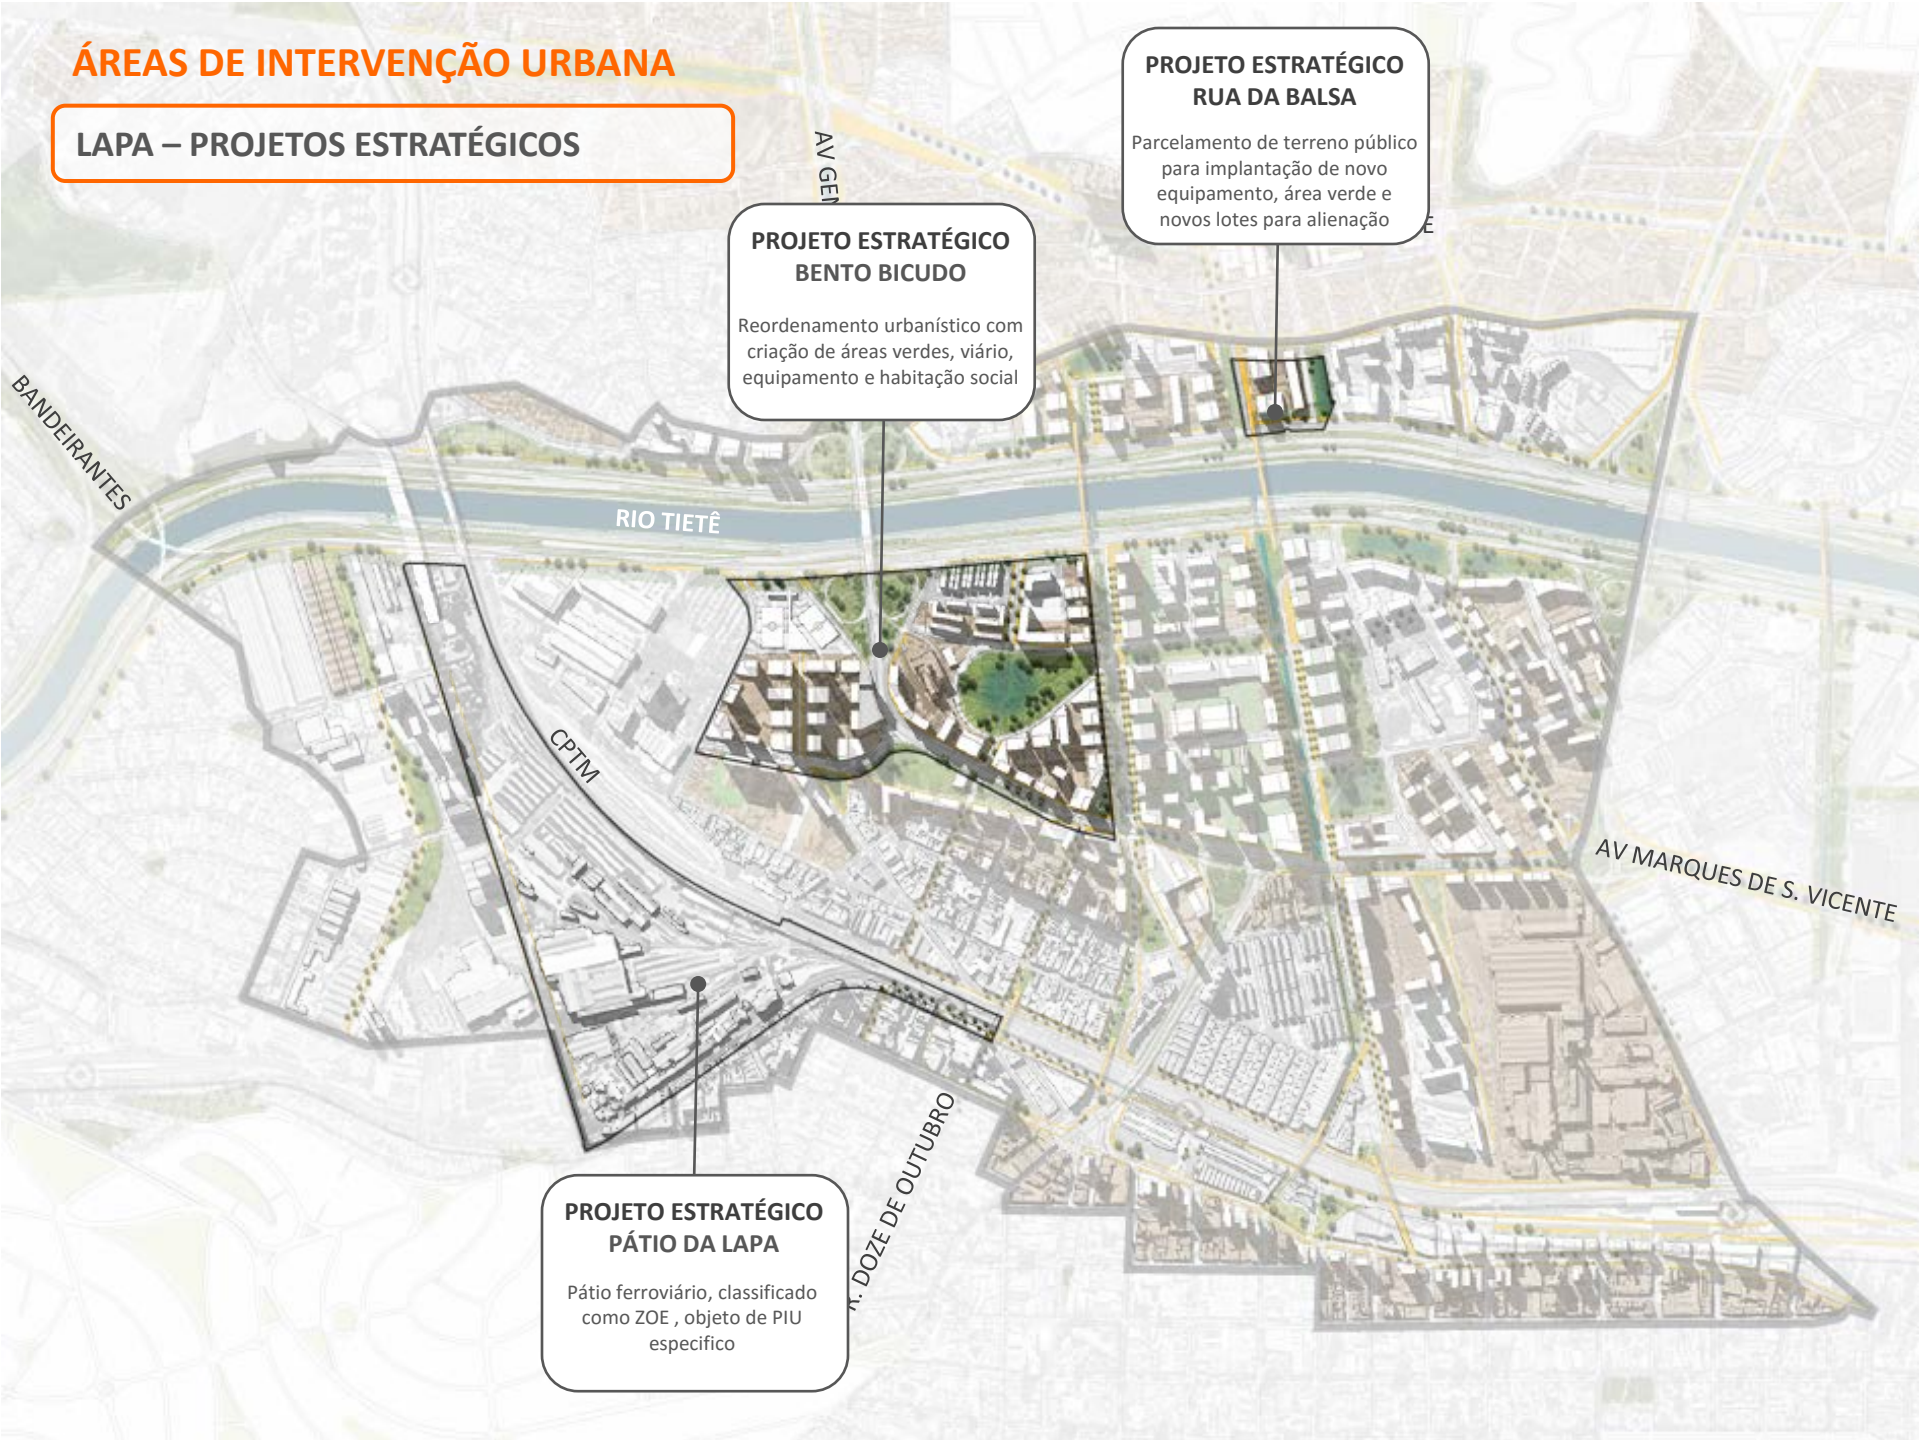 ÁREAS DE INTERVENÇÃO URBANA
LAPA – PROJETOS ESTRATÉGICOS
PROJETO ESTRATÉGICO
RUA DA BALSA
Parcelamento de terreno público
para implantação de novo
equipamento, área verde e
novos lotes para alienação
AV GEN
E
PROJETO ESTRATÉGICO
BENTO BICUDO
Reordenamento urbanístico com
criação de áreas verdes, viário,
equipamento e habitação social
BANDEIRANTES
RIO TIETÊ
CPTM
AV MARQUES DE S. VICENTE
R. DOZE DE OUTUBRO
PROJETO ESTRATÉGICO
PÁTIO DA LAPA
Pátio ferroviário, classificado
como ZOE , objeto de PIU
especifico